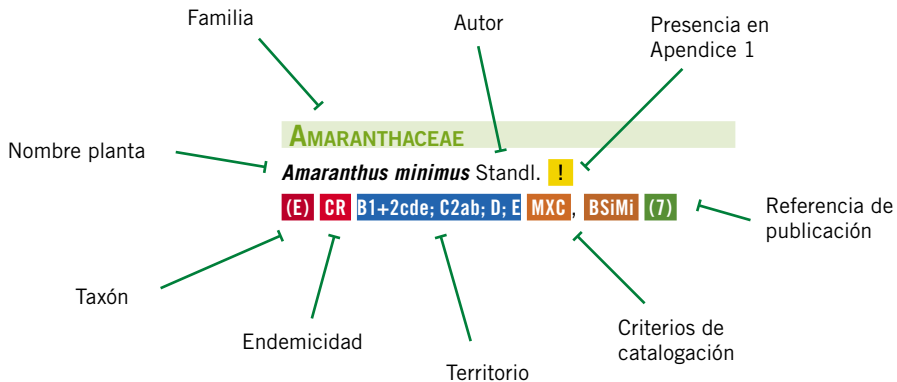 Familia
Autor
Presencia en
Apendice 1
AMARANTHACEAE
Nombre planta
Amaranthus minimus Standl. !
(E) CR B1+2cde; C2ab; D; E MXC, BSiMi (7)
Referencia de
publicación
Taxón
Endemicidad
Territorio
Criterios de
catalogación